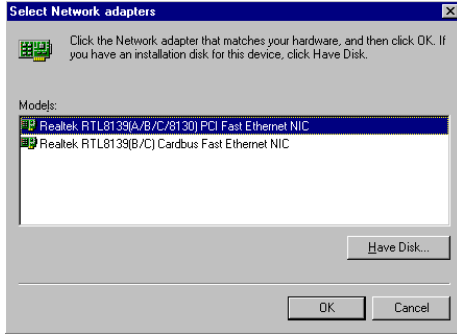 Select Network adapters
Click the Network adapter that matches your hardware, and then click OK. If
you have an installation disk for this device, click Have Disk.
Models:
Realtek RTL8139(A/B/C/8130) PCI Fast Ethernet NIC
Realtek RTL8139(B/C) Cardbus Fast Ethernet NIC
Have Disk...
OK
Cancel